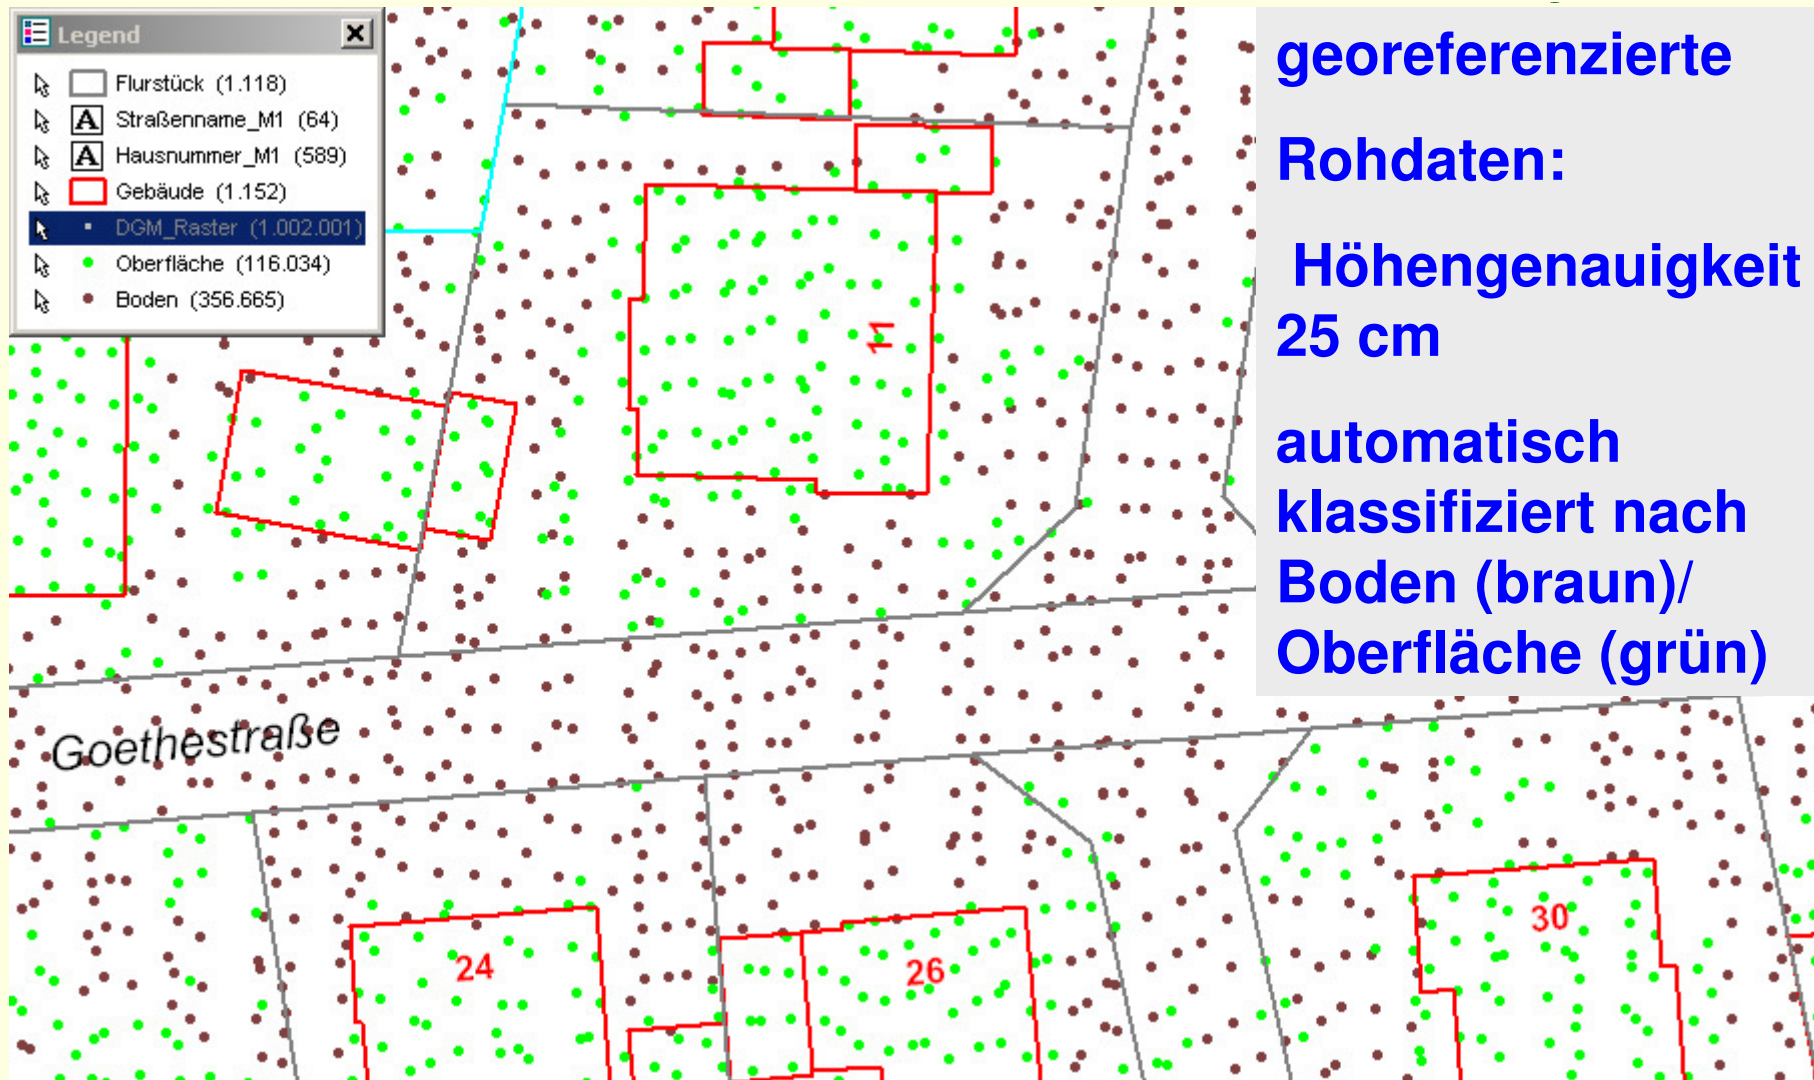 Legend
Flurstück (1.118)
A Straßenname_M1 (64)
A Hausnummer_M1 (589)
Gebäude (1.152)
DGM_Raster (1.002.001)
Oberfläche (116.034)
Boden (356.665)
georeferenzierte
Rohdaten:
Höhengenauigkeit
25 cm
automatisch
klassifiziert nach
Boden (braun)/
Oberfläche (grün)
11
Goethestraße
24
26
30